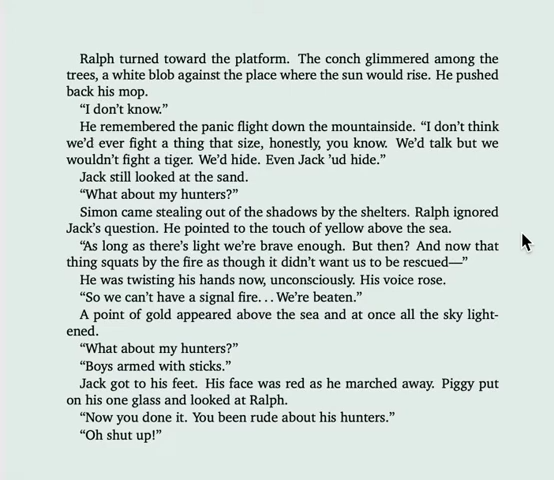 Ralph turned toward the platform. The conch glimmered among the
trees, a white blob against the place where the sun would rise. He pushed
back his mop.
“I don’t know.”
He remembered the panic flight down the mountainside. “I don’t think
we’d ever fight a thing that size, honestly, you know. We’d talk but we
wouldn’t fight a tiger. We’d hide. Even Jack ’ud hide.”
Jack still looked at the sand.
“What about my hunters?”
Simon came stealing out of the shadows by the shelters. Ralph ignored
Jack’s question. He pointed to the touch of yellow above the sea.
“As long as there’s light we’re brave enough. But then? And now that
thing squats by the fire as though it didn’t want us to be rescued—”
He was twisting his hands now, unconsciously. His voice rose.
“So we can’t have a signal fire. . . We’re beaten.”
A point of gold appeared above the sea and at once all the sky light-
ened.
“What about my hunters?”
“Boys armed with sticks.”
Jack got to his feet. His face was red as he marched away. Piggy put
on his one glass and looked at Ralph.
“Now you done it. You been rude about his hunters.”
“Oh shut up!”